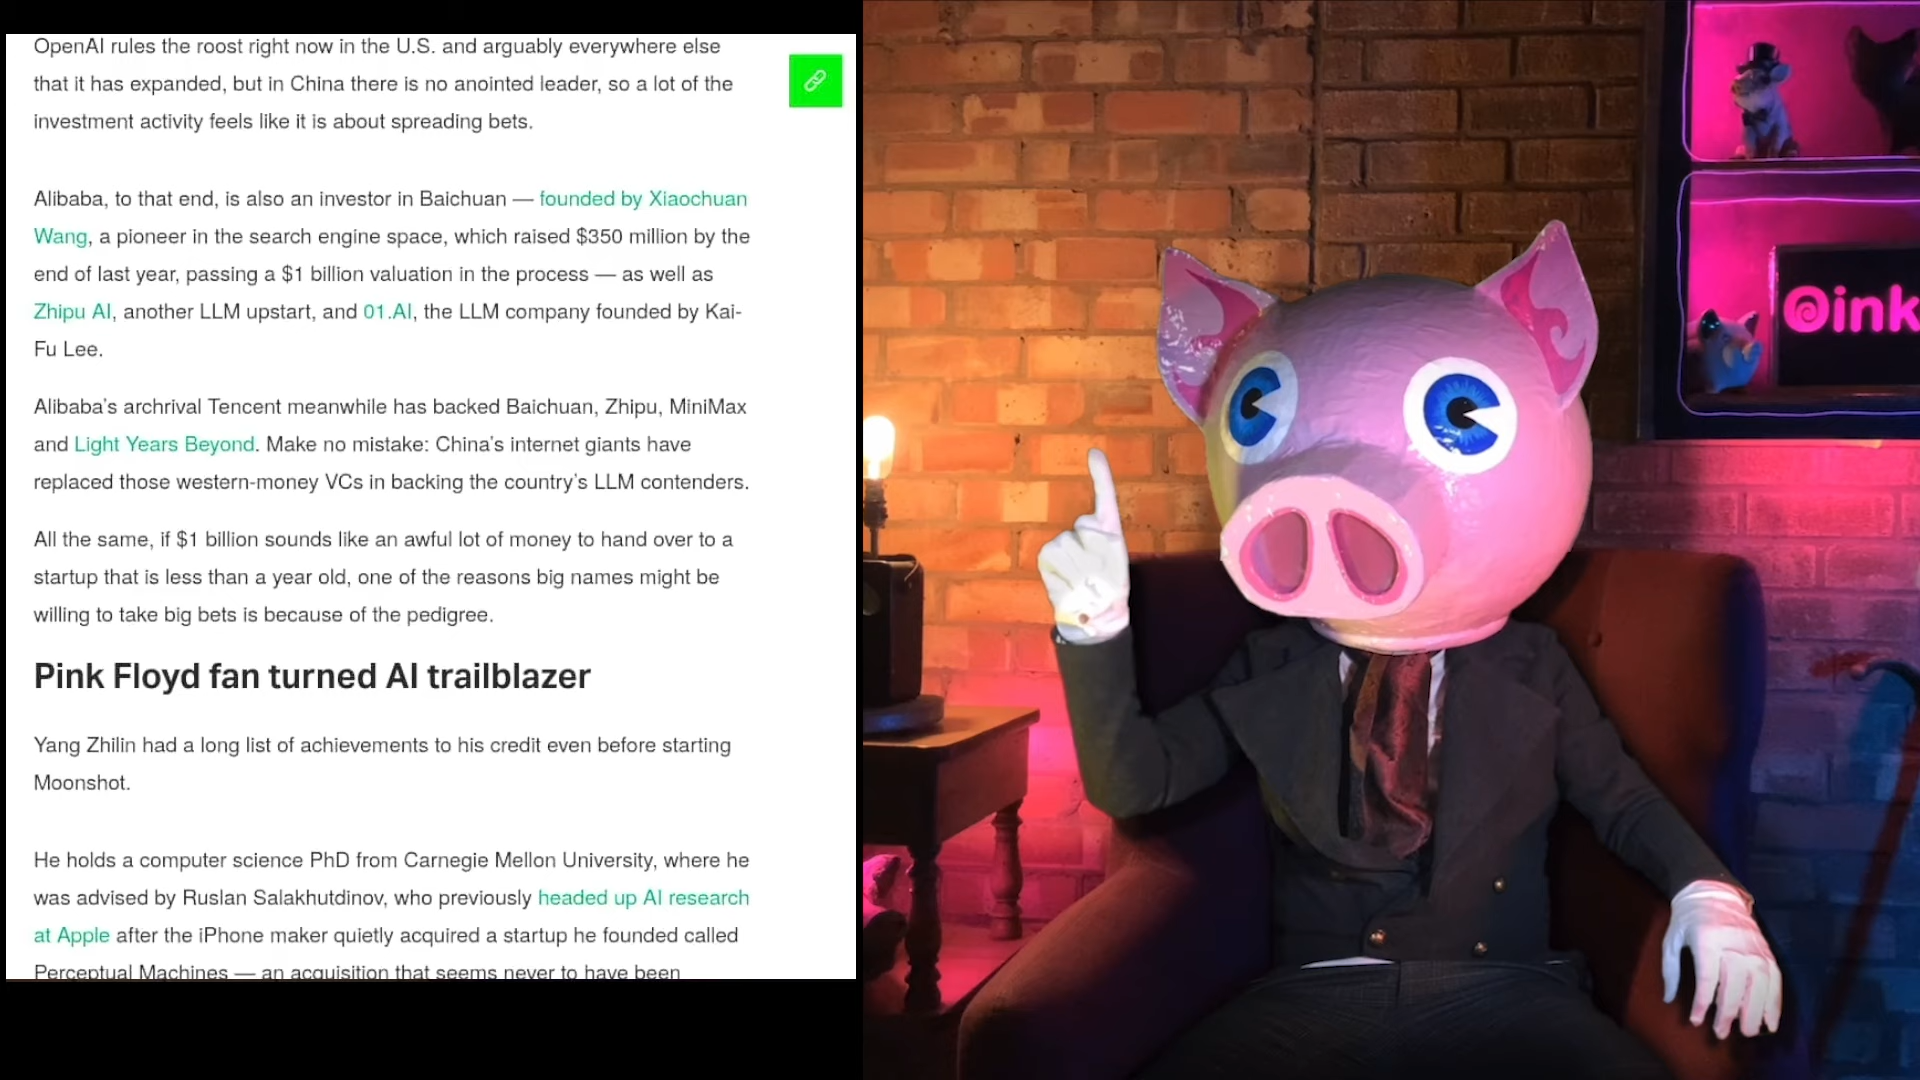 OpenAI rules the roost right now in the U.S. and arguably everywhere else
that it has expanded, but in China there is no anointed leader, so a lot of the
investment activity feels like it is about spreading bets.
Alibaba, to that end, is also an investor in Baichuan — founded by Xiaochuan
Wang, a pioneer in the search engine space, which raised $350 million by the
end of last year, passing a $1 billion valuation in the process — as well as
Zhipu AI, another LLM upstart, and 01.AI, the LLM company founded by Kai-
Fu Lee.
Alibaba’s archrival Tencent meanwhile has backed Baichuan, Zhipu, MiniMax
and Light Years Beyond. Make no mistake: China’s internet giants have
replaced those western-money VCs in backing the country’s LLM contenders.
All the same, if $1 billion sounds like an awful lot of money to hand over to a
startup that is less than a year old, one of the reasons big names might be
willing to take big bets is because of the pedigree.
Pink Floyd fan turned AI trailblazer
Yang Zhilin had a long list of achievements to his credit even before starting
Moonshot.
He holds a computer science PhD from Carnegie Mellon University, where he
was advised by Ruslan Salakhutdinov, who previously headed up AI research
at Apple after the iPhone maker quietly acquired a startup he founded called
Perceptual Machines — an acquisition that seems never to have been
Oink